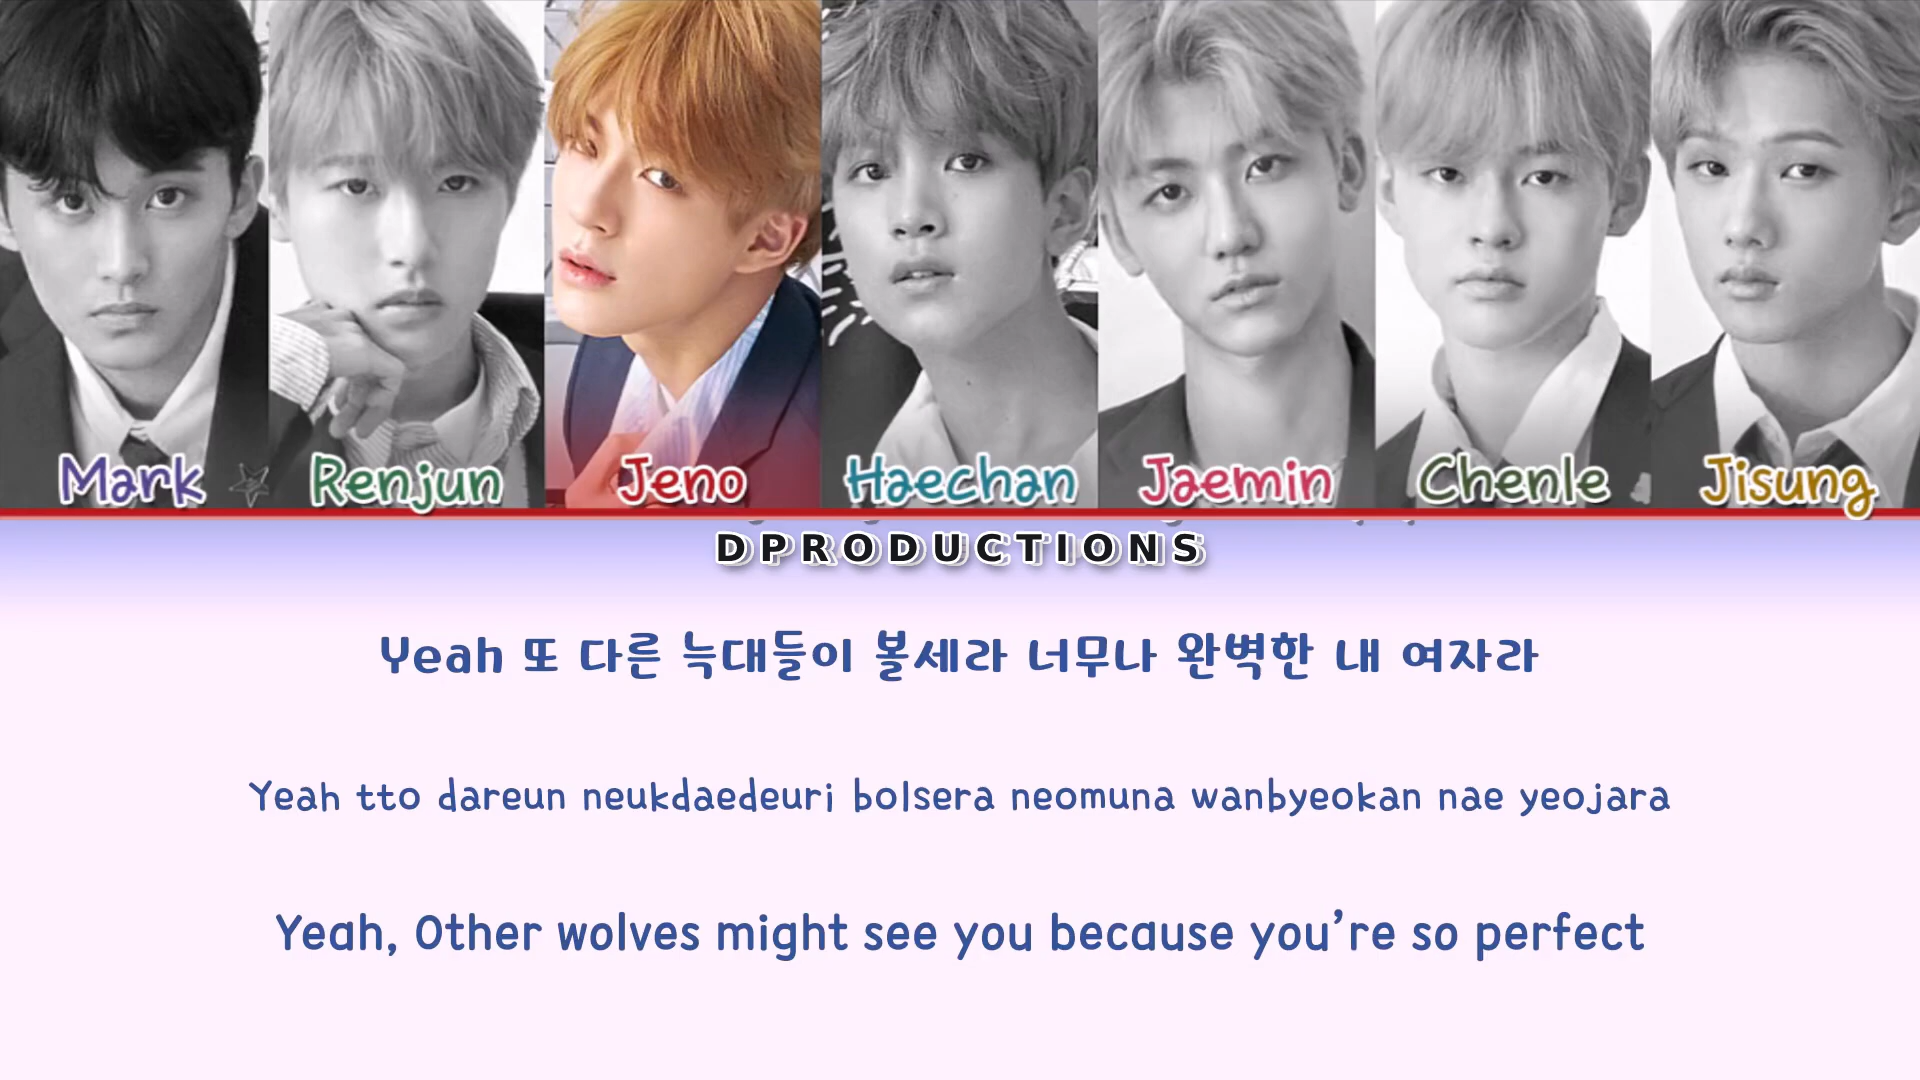 Mark Renjun Jeno Haechan Jaemin Chenle Jisung
DPRODUCTIONS
Yeah 또 다른 늑대들이 볼세라 너무나 완벽한 내 여자라
Yeah tto dareun neukdaedeuri bolsera neomuna wanbyeokan nae yeojara
Yeah, Other wolves might see you because you're so perfect